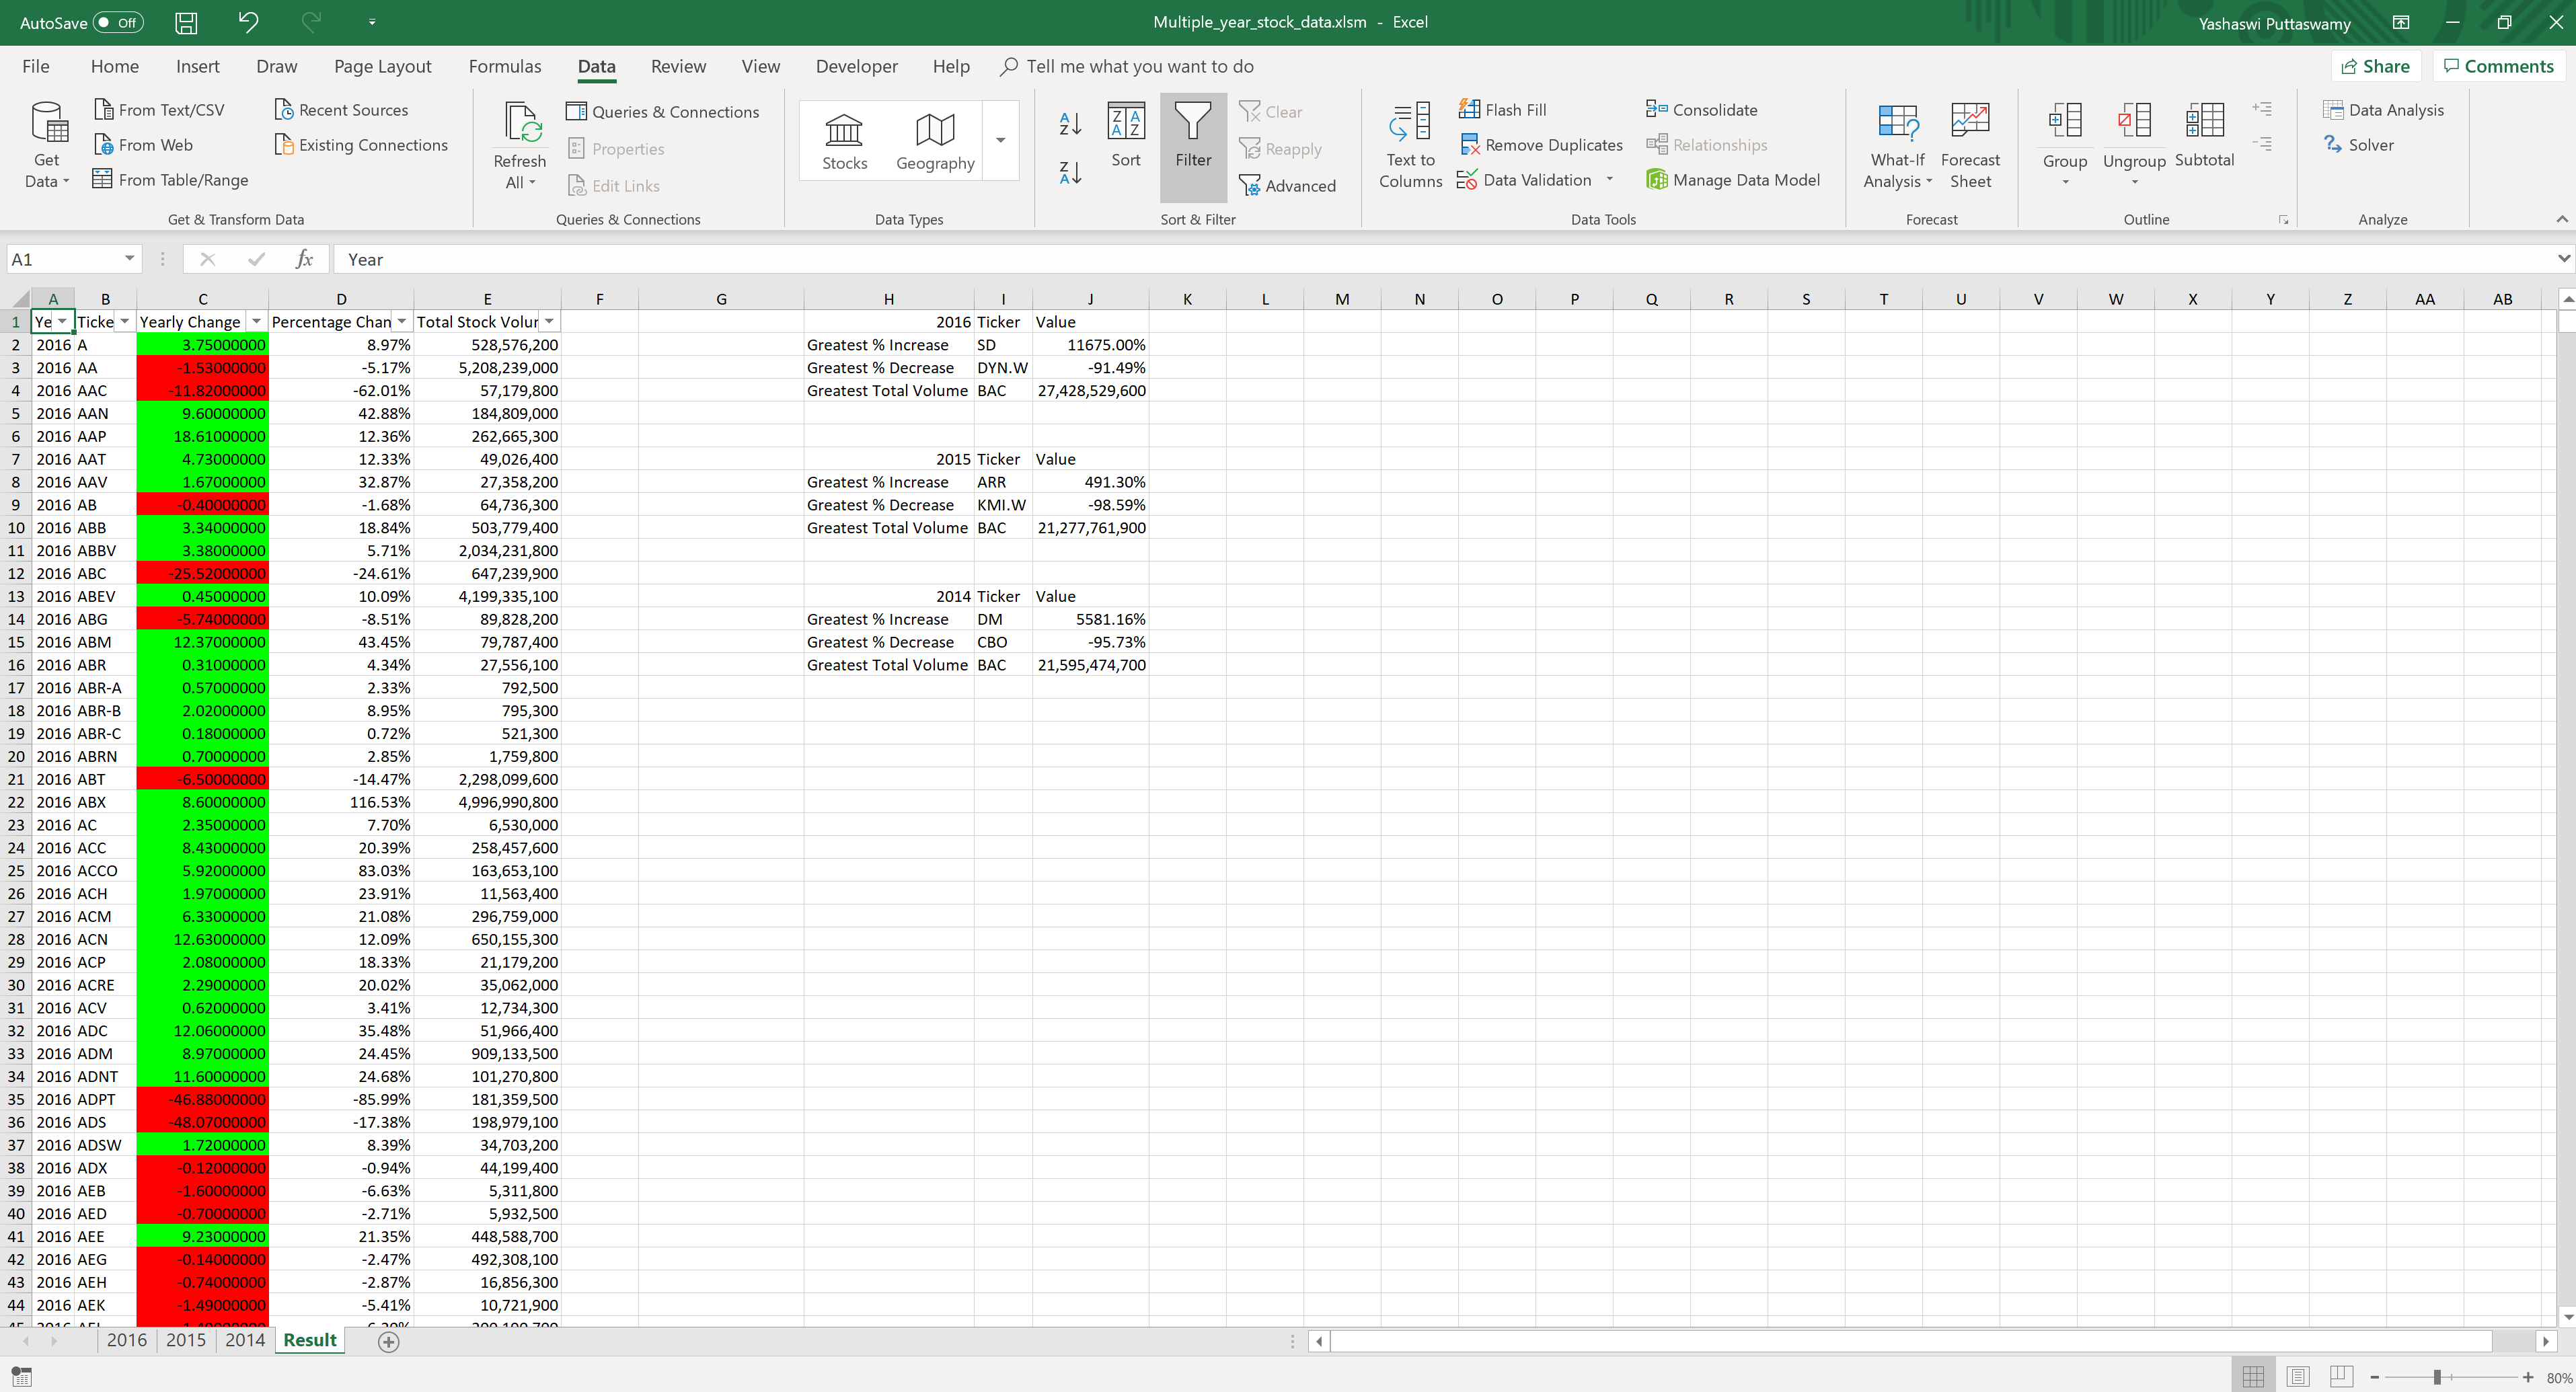 AutoSave Off Multiple_year_stock_data.xlsm - Excel Yashaswi Puttaswamy
File Home Insert Draw Page Layout Formulas Data Review View Developer Help Tell me what you want to do Share Comments
Get Data
From Text/CSV
From Web
From Table/Range
Recent Sources
Existing Connections
Get & Transform Data
Refresh All
Queries & Connections
Properties
Edit Links
Queries & Connections
Stocks Geography
Data Types
Sort
Filter
Clear
Reapply
Advanced
Sort & Filter
Text to Columns
Flash Fill
Remove Duplicates
Data Validation
Consolidate
Relationships
Manage Data Model
Data Tools
What-If Analysis
Forecast Sheet
Forecast
Group Ungroup Subtotal
Outline
Data Analysis
Solver
Analyze
A1 fx Year
A B C D E F G H I J K L M N O P Q R S T U V W X Y Z AA AB
1 Ye Ticke Yearly Change Percentage Chan Total Stock Volur 2016 Ticker Value
2 2016 A 3.75000000 8.97% 528,576,200 Greatest % Increase SD 11675.00%
3 2016 AA -1.53000000 -5.17% 5,208,239,000 Greatest % Decrease DYN.W -91.49%
4 2016 AAC -11.82000000 -62.01% 57,179,800 Greatest Total Volume BAC 27,428,529,600
5 2016 AAN 9.60000000 42.88% 184,809,000
6 2016 AAP 18.61000000 12.36% 262,665,300
7 2016 AAT 4.73000000 12.33% 49,026,400 2015 Ticker Value
8 2016 AAV 1.67000000 32.87% 27,358,200 Greatest % Increase ARR 491.30%
9 2016 AB -0.40000000 -1.68% 64,736,300 Greatest % Decrease KMI.W -98.59%
10 2016 ABB 3.34000000 18.84% 503,779,400 Greatest Total Volume BAC 21,277,761,900
11 2016 ABBV 3.38000000 5.71% 2,034,231,800
12 2016 ABC -25.52000000 -24.61% 647,239,900
13 2016 ABEV 0.45000000 10.09% 4,199,335,100 2014 Ticker Value
14 2016 ABG -5.74000000 -8.51% 89,828,200 Greatest % Increase DM 5581.16%
15 2016 ABM 12.37000000 43.45% 79,787,400 Greatest % Decrease CBO -95.73%
16 2016 ABR 0.31000000 4.34% 27,556,100 Greatest Total Volume BAC 21,595,474,700
17 2016 ABR-A 0.57000000 2.33% 792,500
18 2016 ABR-B 2.02000000 8.95% 795,300
19 2016 ABR-C 0.18000000 0.72% 521,300
20 2016 ABRN 0.70000000 2.85% 1,759,800
21 2016 ABT -6.50000000 -14.47% 2,298,099,600
22 2016 ABX 8.60000000 116.53% 4,996,990,800
23 2016 AC 2.35000000 7.70% 6,530,000
24 2016 ACC 8.43000000 20.39% 258,457,600
25 2016 ACCO 5.92000000 83.03% 163,653,100
26 2016 ACH 1.97000000 23.91% 11,563,400
27 2016 ACM 6.33000000 21.08% 296,759,000
28 2016 ACN 12.63000000 12.09% 650,155,300
29 2016 ACP 2.08000000 18.33% 21,179,200
30 2016 ACRE 2.29000000 20.02% 35,062,000
31 2016 ACV 0.62000000 3.41% 12,734,300
32 2016 ADC 12.06000000 35.48% 51,966,400
33 2016 ADM 8.97000000 24.45% 909,133,500
34 2016 ADNT 11.60000000 24.68% 101,270,800
35 2016 ADPT -46.88000000 -85.99% 181,359,500
36 2016 ADS -48.07000000 -17.38% 198,979,100
37 2016 ADSW 1.72000000 8.39% 34,703,200
38 2016 ADX -0.12000000 -0.94% 44,199,400
39 2016 AEB -1.60000000 -6.63% 5,311,800
40 2016 AED -0.70000000 -2.71% 5,932,500
41 2016 AEE 9.23000000 21.35% 448,588,700
42 2016 AEG -0.14000000 -2.47% 492,308,100
43 2016 AEH -0.74000000 -2.87% 16,856,300
44 2016 AEK -1.49000000 -5.41% 10,721,900
2016 2015 2014 Result
80%